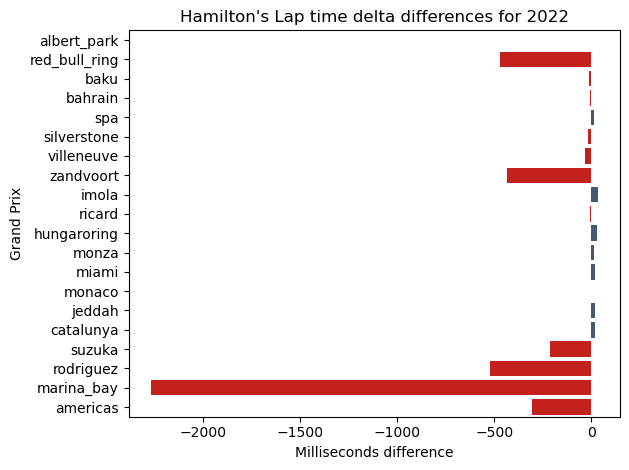 Hamilton's Lap time delta differences for 2022
Grand Prix
albert_park
red_bull_ring
baku
bahrain
spa
silverstone
villeneuve
zandvoort
imola
ricard
hungaroring
monza
miami
monaco
jeddah
catalunya
suzuka
rodriguez
marina_bay
americas
−2000 −1500 −1000 −500 0
Milliseconds difference